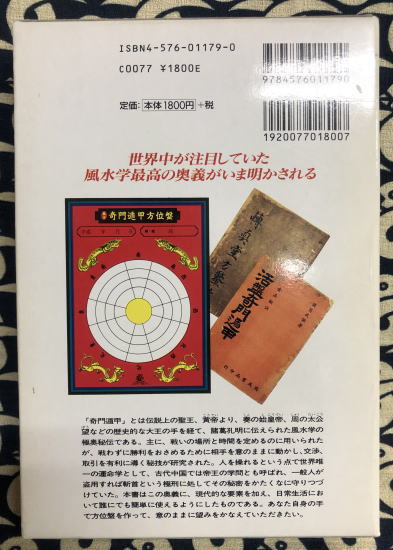 ISBN4-576-01179-0
C0077 ¥1800E
定価:本体1800円+税
9784576011790
1920077018007
世界中が注目していた
風水学最高の奥義がいま明かされる
奇門遁甲方位盤
「奇門遁甲」とは伝説上の聖王、黄帝より、秦の始皇帝、周の太公
望などの歴史的な大王の手を経て、諸葛孔明に伝えられた風水学の
極奥秘伝である。主に、戦いの場所と時間を定めるのに用いられた
が、戦わずに勝利をおさめるために相手を意のままに動かし、交渉、
取引を有利に導く秘技が研究された。人を操れるという点で世界唯
一の運命学として、古代中国では帝王の学問とも呼ばれ、一般人が
盗用すれば斬首という極刑に処してその秘密をかたくなに守りつづ
けていた。本書はこの奥義に、現代的な要素を加え、日常生活にお
いて誰にでも簡単に使えるようにしたものである。あなた自身の手
で方位盤を作って、意のままに望みをかなえていただきたい。